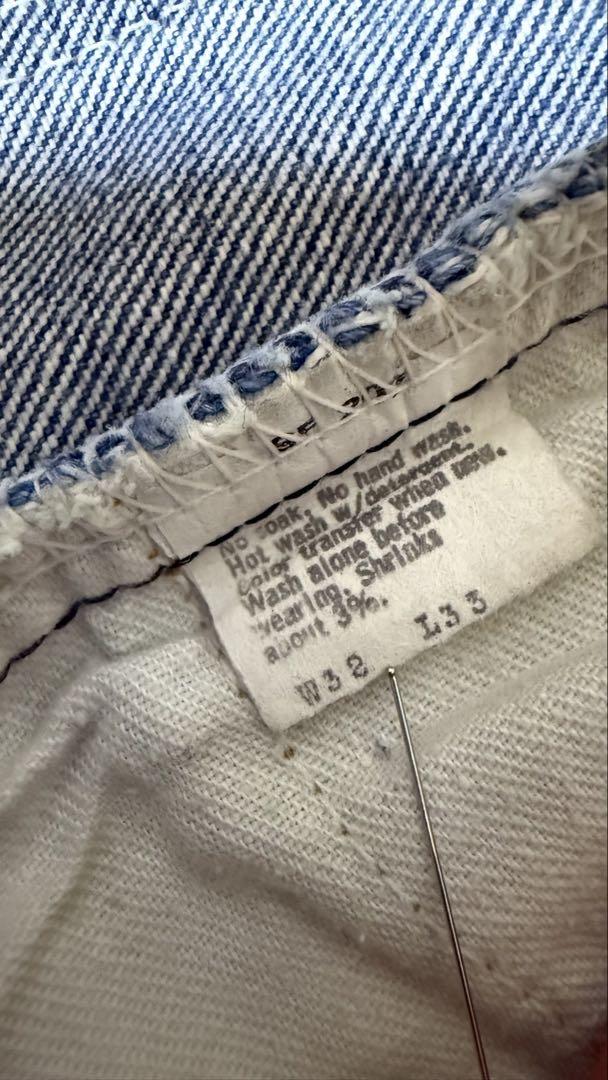 No soak. No hand wash.
Hot wash w/detergent.
Color transfer when new.
Wash alone before
wearing. Shrinks
about 3%.
W38 L33